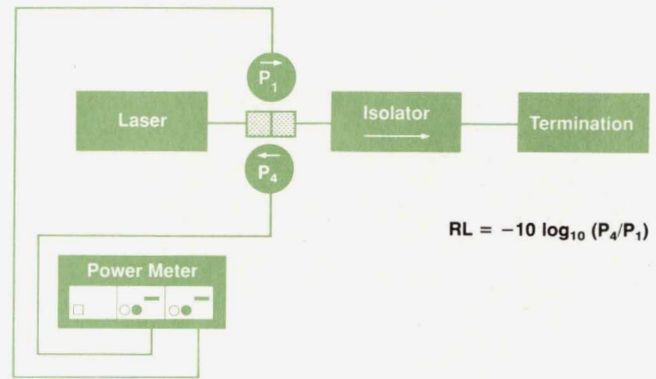 P₁
Laser
Isolator
Termination
P₄
RL = −10 log₁₀ (P₄/P₁)
Power Meter